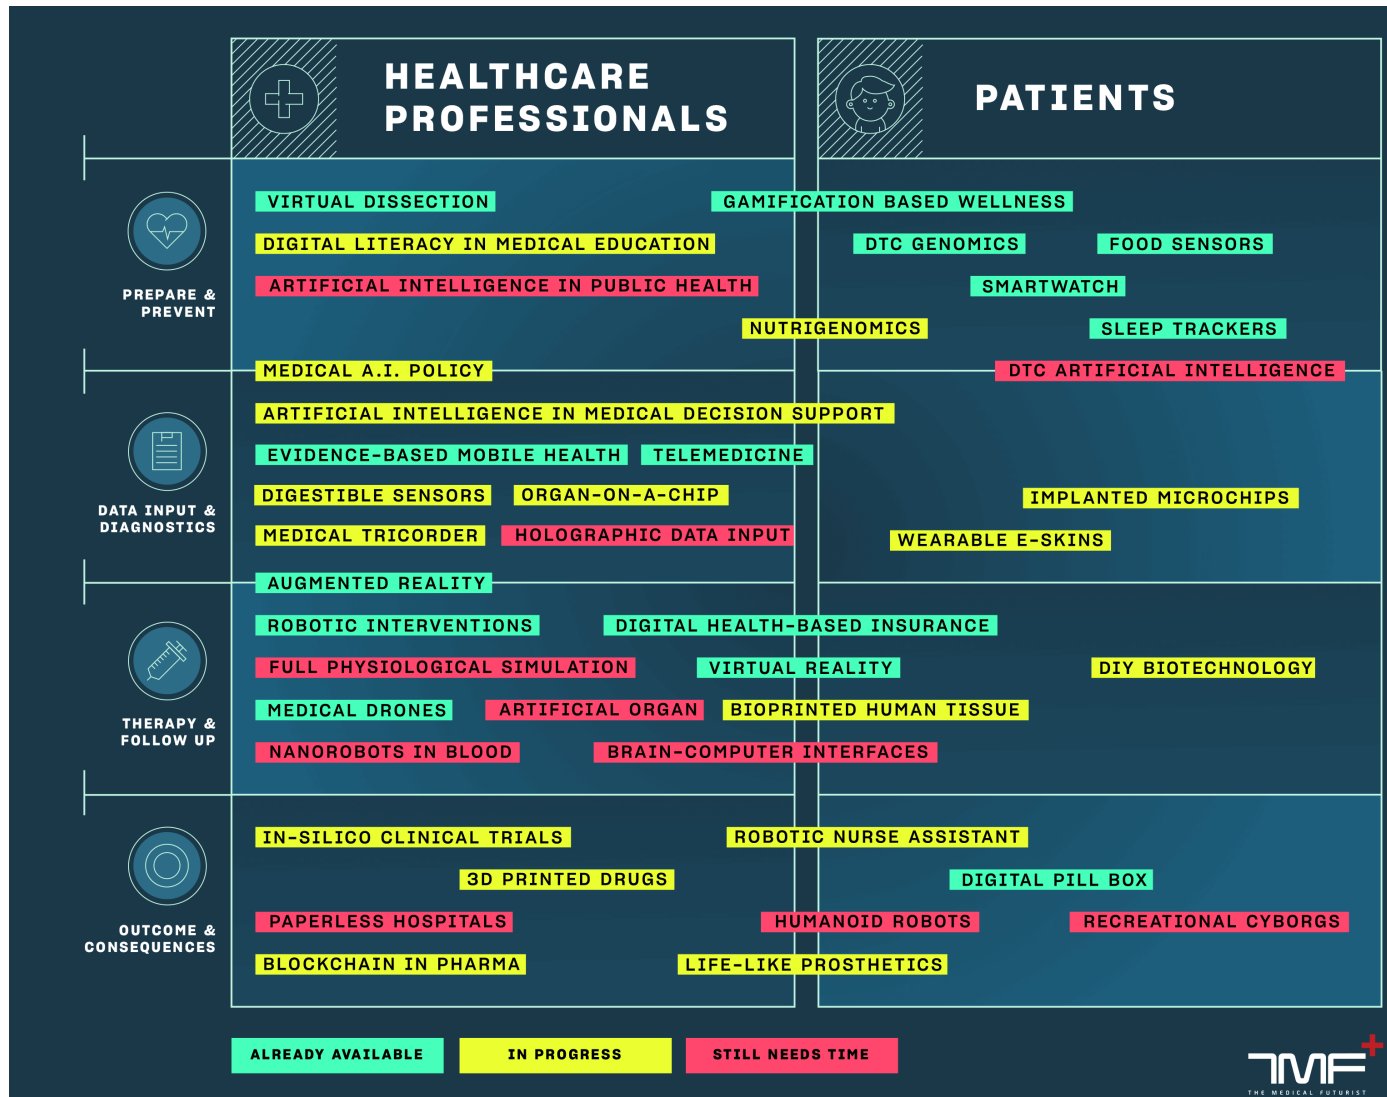 HEALTHCARE
PROFESSIONALS
PATIENTS
PREPARE &
PREVENT
VIRTUAL DISSECTION
GAMIFICATION BASED WELLNESS
DIGITAL LITERACY IN MEDICAL EDUCATION
DTC GENOMICS
FOOD SENSORS
ARTIFICIAL INTELLIGENCE IN PUBLIC HEALTH
SMARTWATCH
NUTRIGENOMICS
SLEEP TRACKERS
MEDICAL A.I. POLICY
DTC ARTIFICIAL INTELLIGENCE
DATA INPUT &
DIAGNOSTICS
ARTIFICIAL INTELLIGENCE IN MEDICAL DECISION SUPPORT
EVIDENCE-BASED MOBILE HEALTH
TELEMEDICINE
DIGESTIBLE SENSORS
ORGAN-ON-A-CHIP
IMPLANTED MICROCHIPS
MEDICAL TRICORDER
HOLOGRAPHIC DATA INPUT
WEARABLE E-SKINS
AUGMENTED REALITY
THERAPY &
FOLLOW UP
ROBOTIC INTERVENTIONS
DIGITAL HEALTH-BASED INSURANCE
FULL PHYSIOLOGICAL SIMULATION
VIRTUAL REALITY
DIY BIOTECHNOLOGY
MEDICAL DRONES
ARTIFICIAL ORGAN
BIOPRINTED HUMAN TISSUE
NANOROBOTS IN BLOOD
BRAIN-COMPUTER INTERFACES
OUTCOME &
CONSEQUENCES
IN-SILICO CLINICAL TRIALS
ROBOTIC NURSE ASSISTANT
3D PRINTED DRUGS
DIGITAL PILL BOX
PAPERLESS HOSPITALS
HUMANOID ROBOTS
RECREATIONAL CYBORGS
BLOCKCHAIN IN PHARMA
LIFE-LIKE PROSTHETICS
ALREADY AVAILABLE
IN PROGRESS
STILL NEEDS TIME
TMF
THE MEDICAL FUTURIST